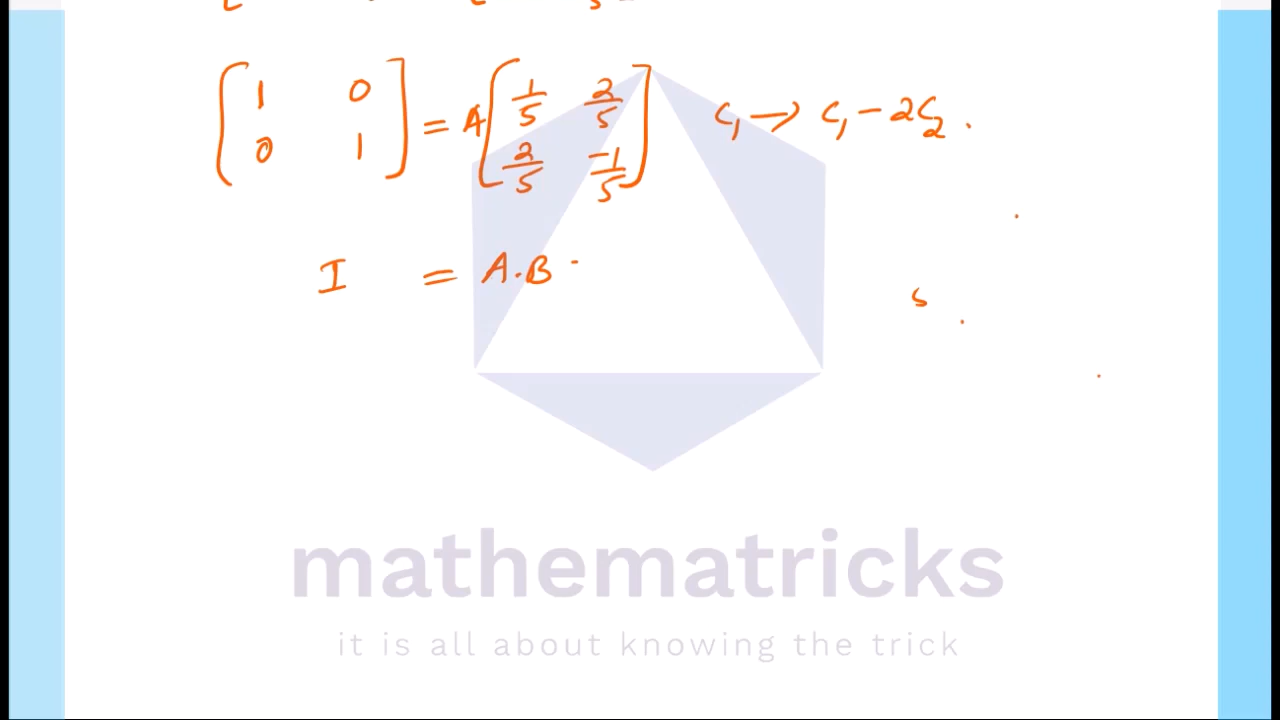 [1 0
0 1] = A[1/5 2/5
2/5 -1/5] C₁ → C₁ - 2C₂.
I = A.B
s
mathematricks
it is all about knowing the trick